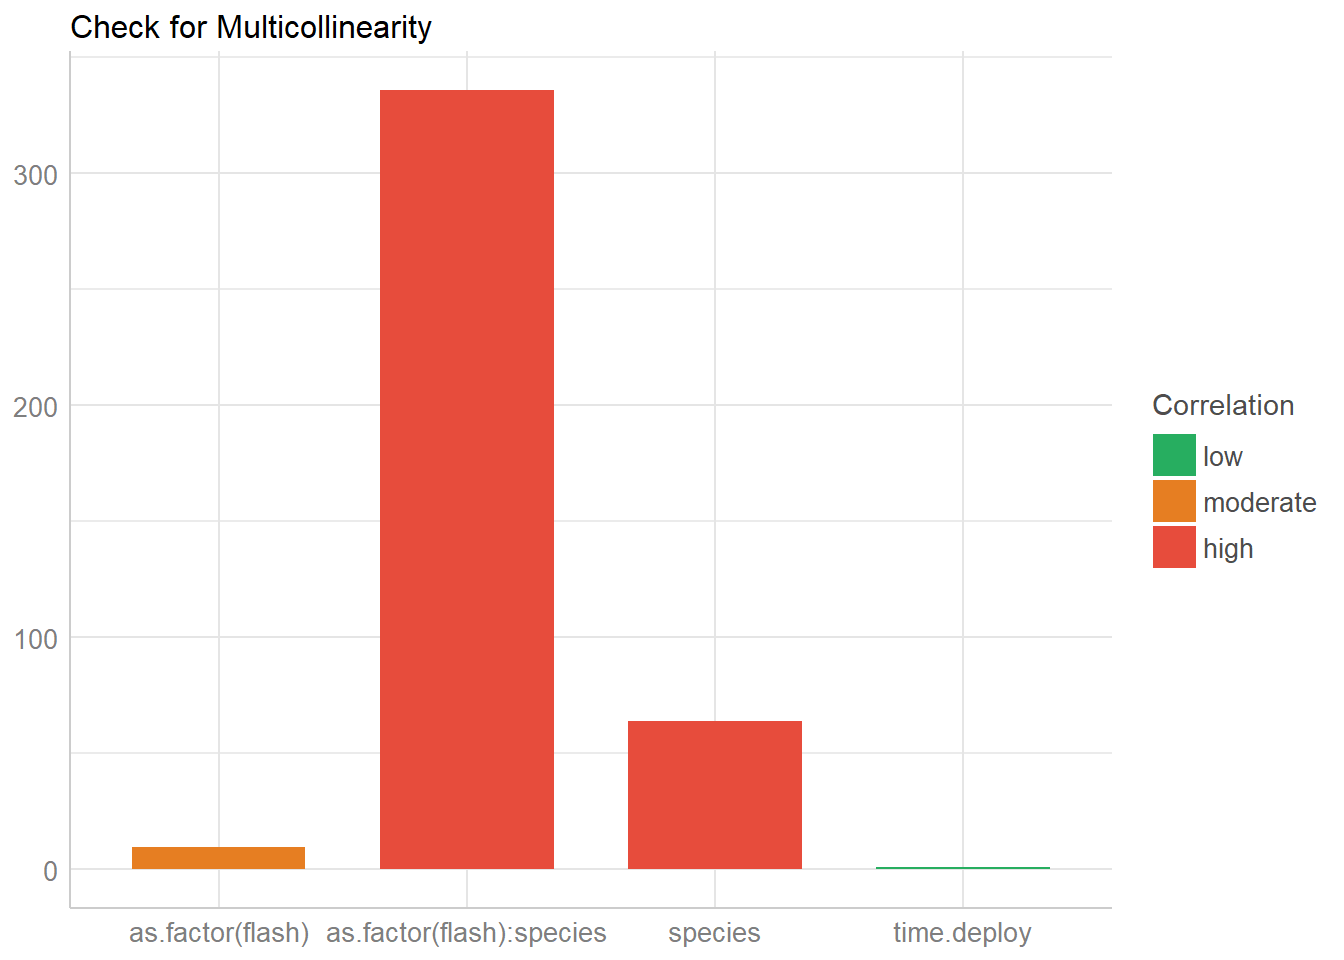 Check for Multicollinearity
300
200
100
0
as.factor(flash) as.factor(flash):species species time.deploy
Correlation
low
moderate
high